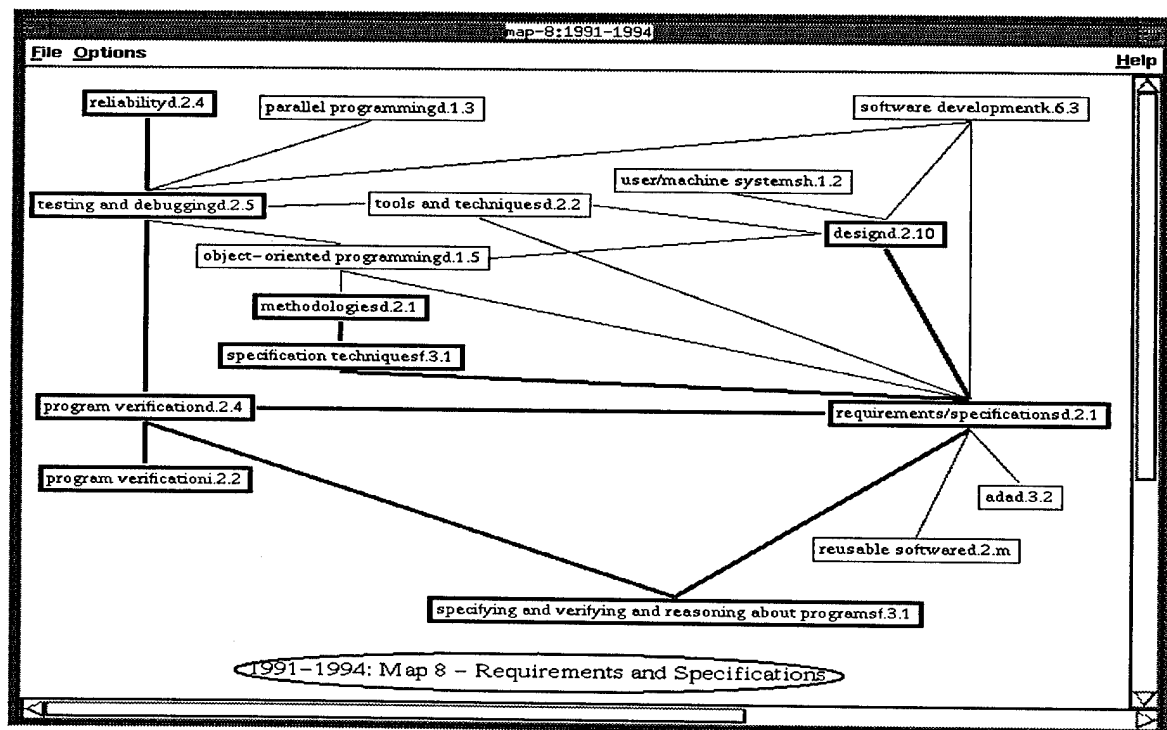 map-8:1991-1994
File Options
Help
reliabilityd.2.4
parallel programmingd.1.3
software developmentk.6.3
user/machine systemsh.1.2
testing and debuggingd.2.5
tools and techniquesd.2.2
designd.2.10
object-oriented programmingd.1.5
methodologiesd.2.1
specification techniquesf.3.1
program verificationd.2.4
requirements/specificationsd.2.1
program verificationi.2.2
adad.3.2
reusable softwared.2.m
specifying and verifying and reasoning about programsf.3.1
1991-1994: Map 8 - Requirements and Specifications